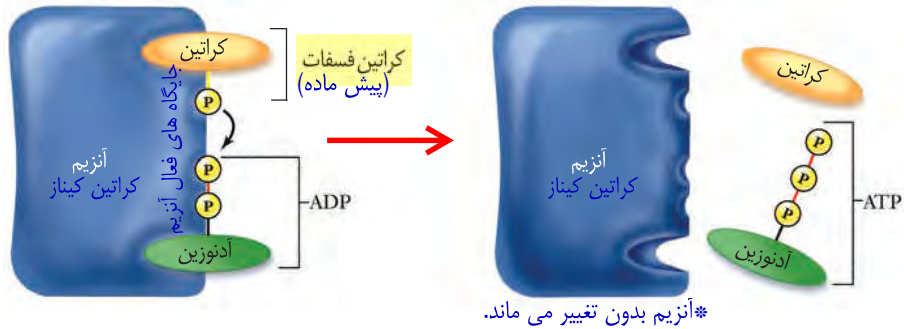 کراتین
کراتین فسفات
(پیش ماده)
P
جایگاه های فعال آنزیم
آنزیم
کراتین کیناز
P
P
ADP
آدنوزین
آنزیم
کراتین کیناز
کراتین
P
P
P
ATP
آدنوزین
*آنزیم بدون تغییر می ماند.